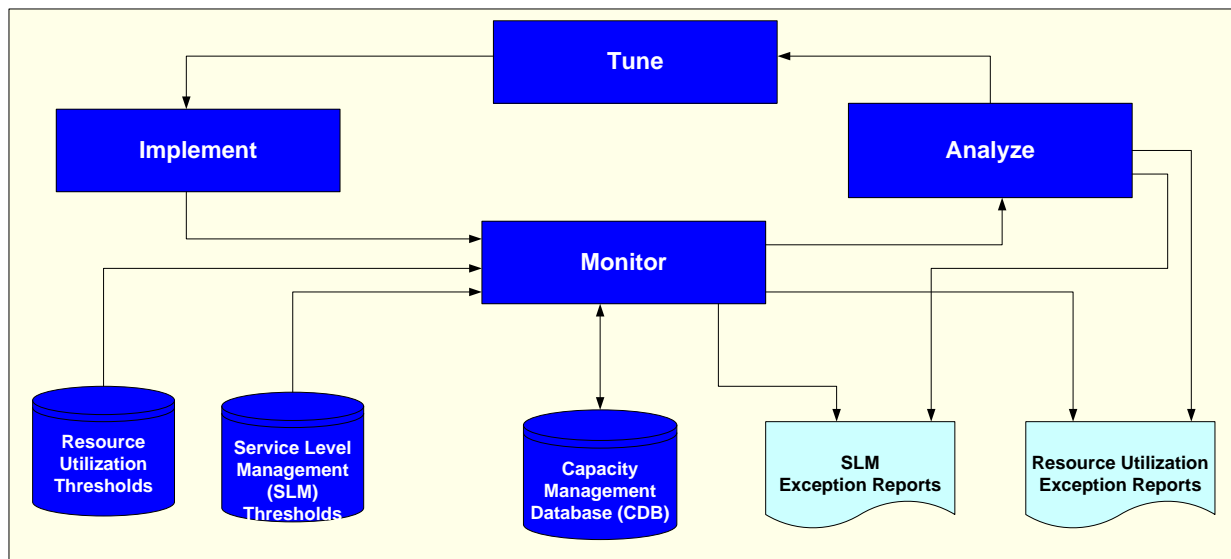 Tune
Implement
Analyze
Monitor
Resource
Utilization
Thresholds
Service Level
Management
(SLM)
Thresholds
Capacity
Management
Database (CDB)
SLM
Exception Reports
Resource Utilization
Exception Reports